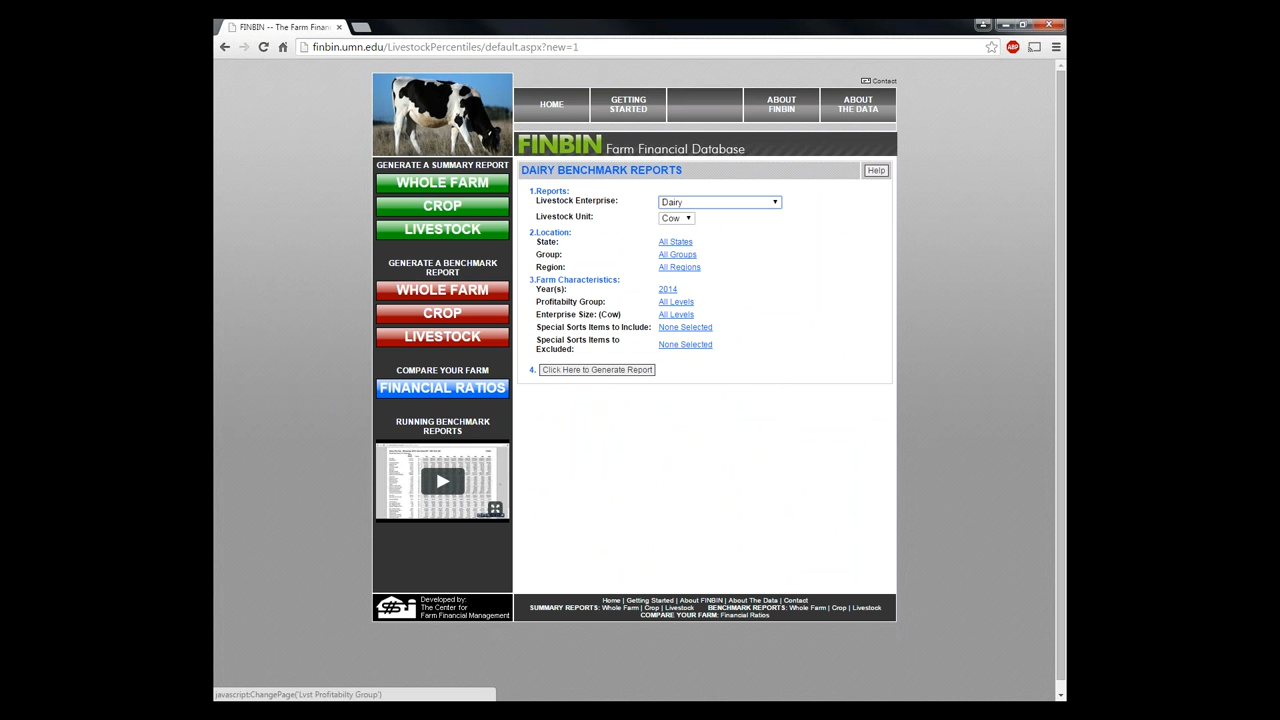 FINBIN -- The Farm Finan
finbin.umn.edu/LivestockPercentiles/default.aspx?new=1
ABP
Contact
HOME
GETTING
STARTED
ABOUT
FINBIN
ABOUT
THE DATA
FINBIN Farm Financial Database
GENERATE A SUMMARY REPORT
WHOLE FARM
CROP
LIVESTOCK
GENERATE A BENCHMARK
REPORT
WHOLE FARM
CROP
LIVESTOCK
COMPARE YOUR FARM
FINANCIAL RATIOS
RUNNING BENCHMARK
REPORTS
DAIRY BENCHMARK REPORTS
Help
1.Reports:
Livestock Enterprise: Dairy
Livestock Unit: Cow
2.Location:
State: All States
Group: All Groups
Region: All Regions
3.Farm Characteristics:
Year(s): 2014
Profitabilty Group: All Levels
Enterprise Size: (Cow) All Levels
Special Sorts Items to Include: None Selected
Special Sorts Items to
Excluded: None Selected
4. Click Here to Generate Report
Developed by:
The Center for
Farm Financial Management
Home | Getting Started | About FINBIN | About The Data | Contact
SUMMARY REPORTS: Whole Farm | Crop | Livestock BENCHMARK REPORTS: Whole Farm | Crop | Livestock
COMPARE YOUR FARM: Financial Ratios
javascript:ChangePage('Lvst Profitabilty Group')